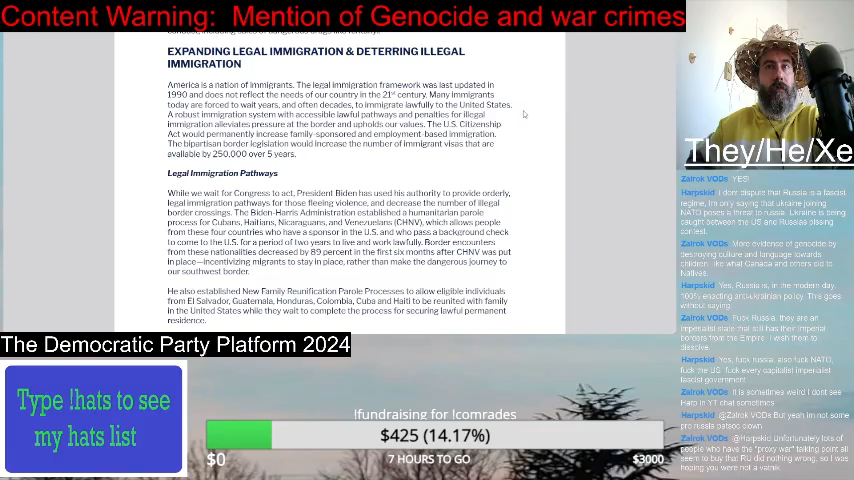 Content Warning: Mention of Genocide and war crimes
EXPANDING LEGAL IMMIGRATION & DETERRING ILLEGAL
IMMIGRATION
America is a nation of immigrants. The legal immigration framework was last updated in
1990 and does not reflect the needs of our country in the 21st century. Many immigrants
today are forced to wait years, and often decades, to immigrate lawfully to the United States.
A robust immigration system with accessible lawful pathways and penalties for illegal
immigration alleviates pressure at the border and upholds our values. The U.S. Citizenship
Act would permanently increase family-sponsored and employment-based immigration.
The bipartisan border legislation would increase the number of immigrant visas that are
available by 250,000 over 5 years.
Legal Immigration Pathways
While we wait for Congress to act, President Biden has used his authority to provide orderly,
legal immigration pathways for those fleeing violence, and decrease the number of illegal
border crossings. The Biden-Harris Administration established a humanitarian parole
process for Cubans, Haitians, Nicaraguans, and Venezuelans (CHNV), which allows people
from these four countries who have a sponsor in the U.S. and who pass a background check
to come to the U.S. for a period of two years to live and work lawfully. Border encounters
from these nationalities decreased by 89 percent in the first six months after CHNV was put
in place—incentivizing migrants to stay in place, rather than make the dangerous journey to
our southwest border.
He also established New Family Reunification Parole Processes to allow eligible individuals
from El Salvador, Guatemala, Honduras, Colombia, Cuba and Haiti to be reunited with family
in the United States while they wait to complete the process for securing lawful permanent
residence.
They/He/Xe
Zairok VODs YES!
Harpskid I dont dispute that Russia is a fascist
regime, im only saying that ukraine joining
NATO poses a threat to russia. Ukraine is being
caught between the US and Russias pissing
contest.
Zairok VODs More evidence of genocide by
destroying culture and language towards
children, like what Canada and others did to
Natives.
Harpskid Yes, Russia is, in the modern day,
100% enacting anti-ukrainian policy. This goes
without saying.
Zairok VODs Fuck Russia, they are an
imperialist state that still has their Imperial
borders from the Empire. I wish them to
dissolve.
Harpskid Yes, fuck russia, also fuck NATO,
fuck the US, fuck every capitalist imperialist
fascist government
Zairok VODs It is sometimes weird I dont see
Harp in YT chat sometimes
Harpskid @Zairok VODs But yeah im not some
pro russia patsoc clown
Zairok VODs @Harpskid Unfortunately lots of
people who have the "proxy war" talking point all
seem to buy that RU did nothing wrong, so I was
hoping you were not a vatnik.
The Democratic Party Platform 2024
Type !hats to see
my hats list
!fundraising for !comrades
$425 (14.17%)
$0
7 HOURS TO GO
$3000